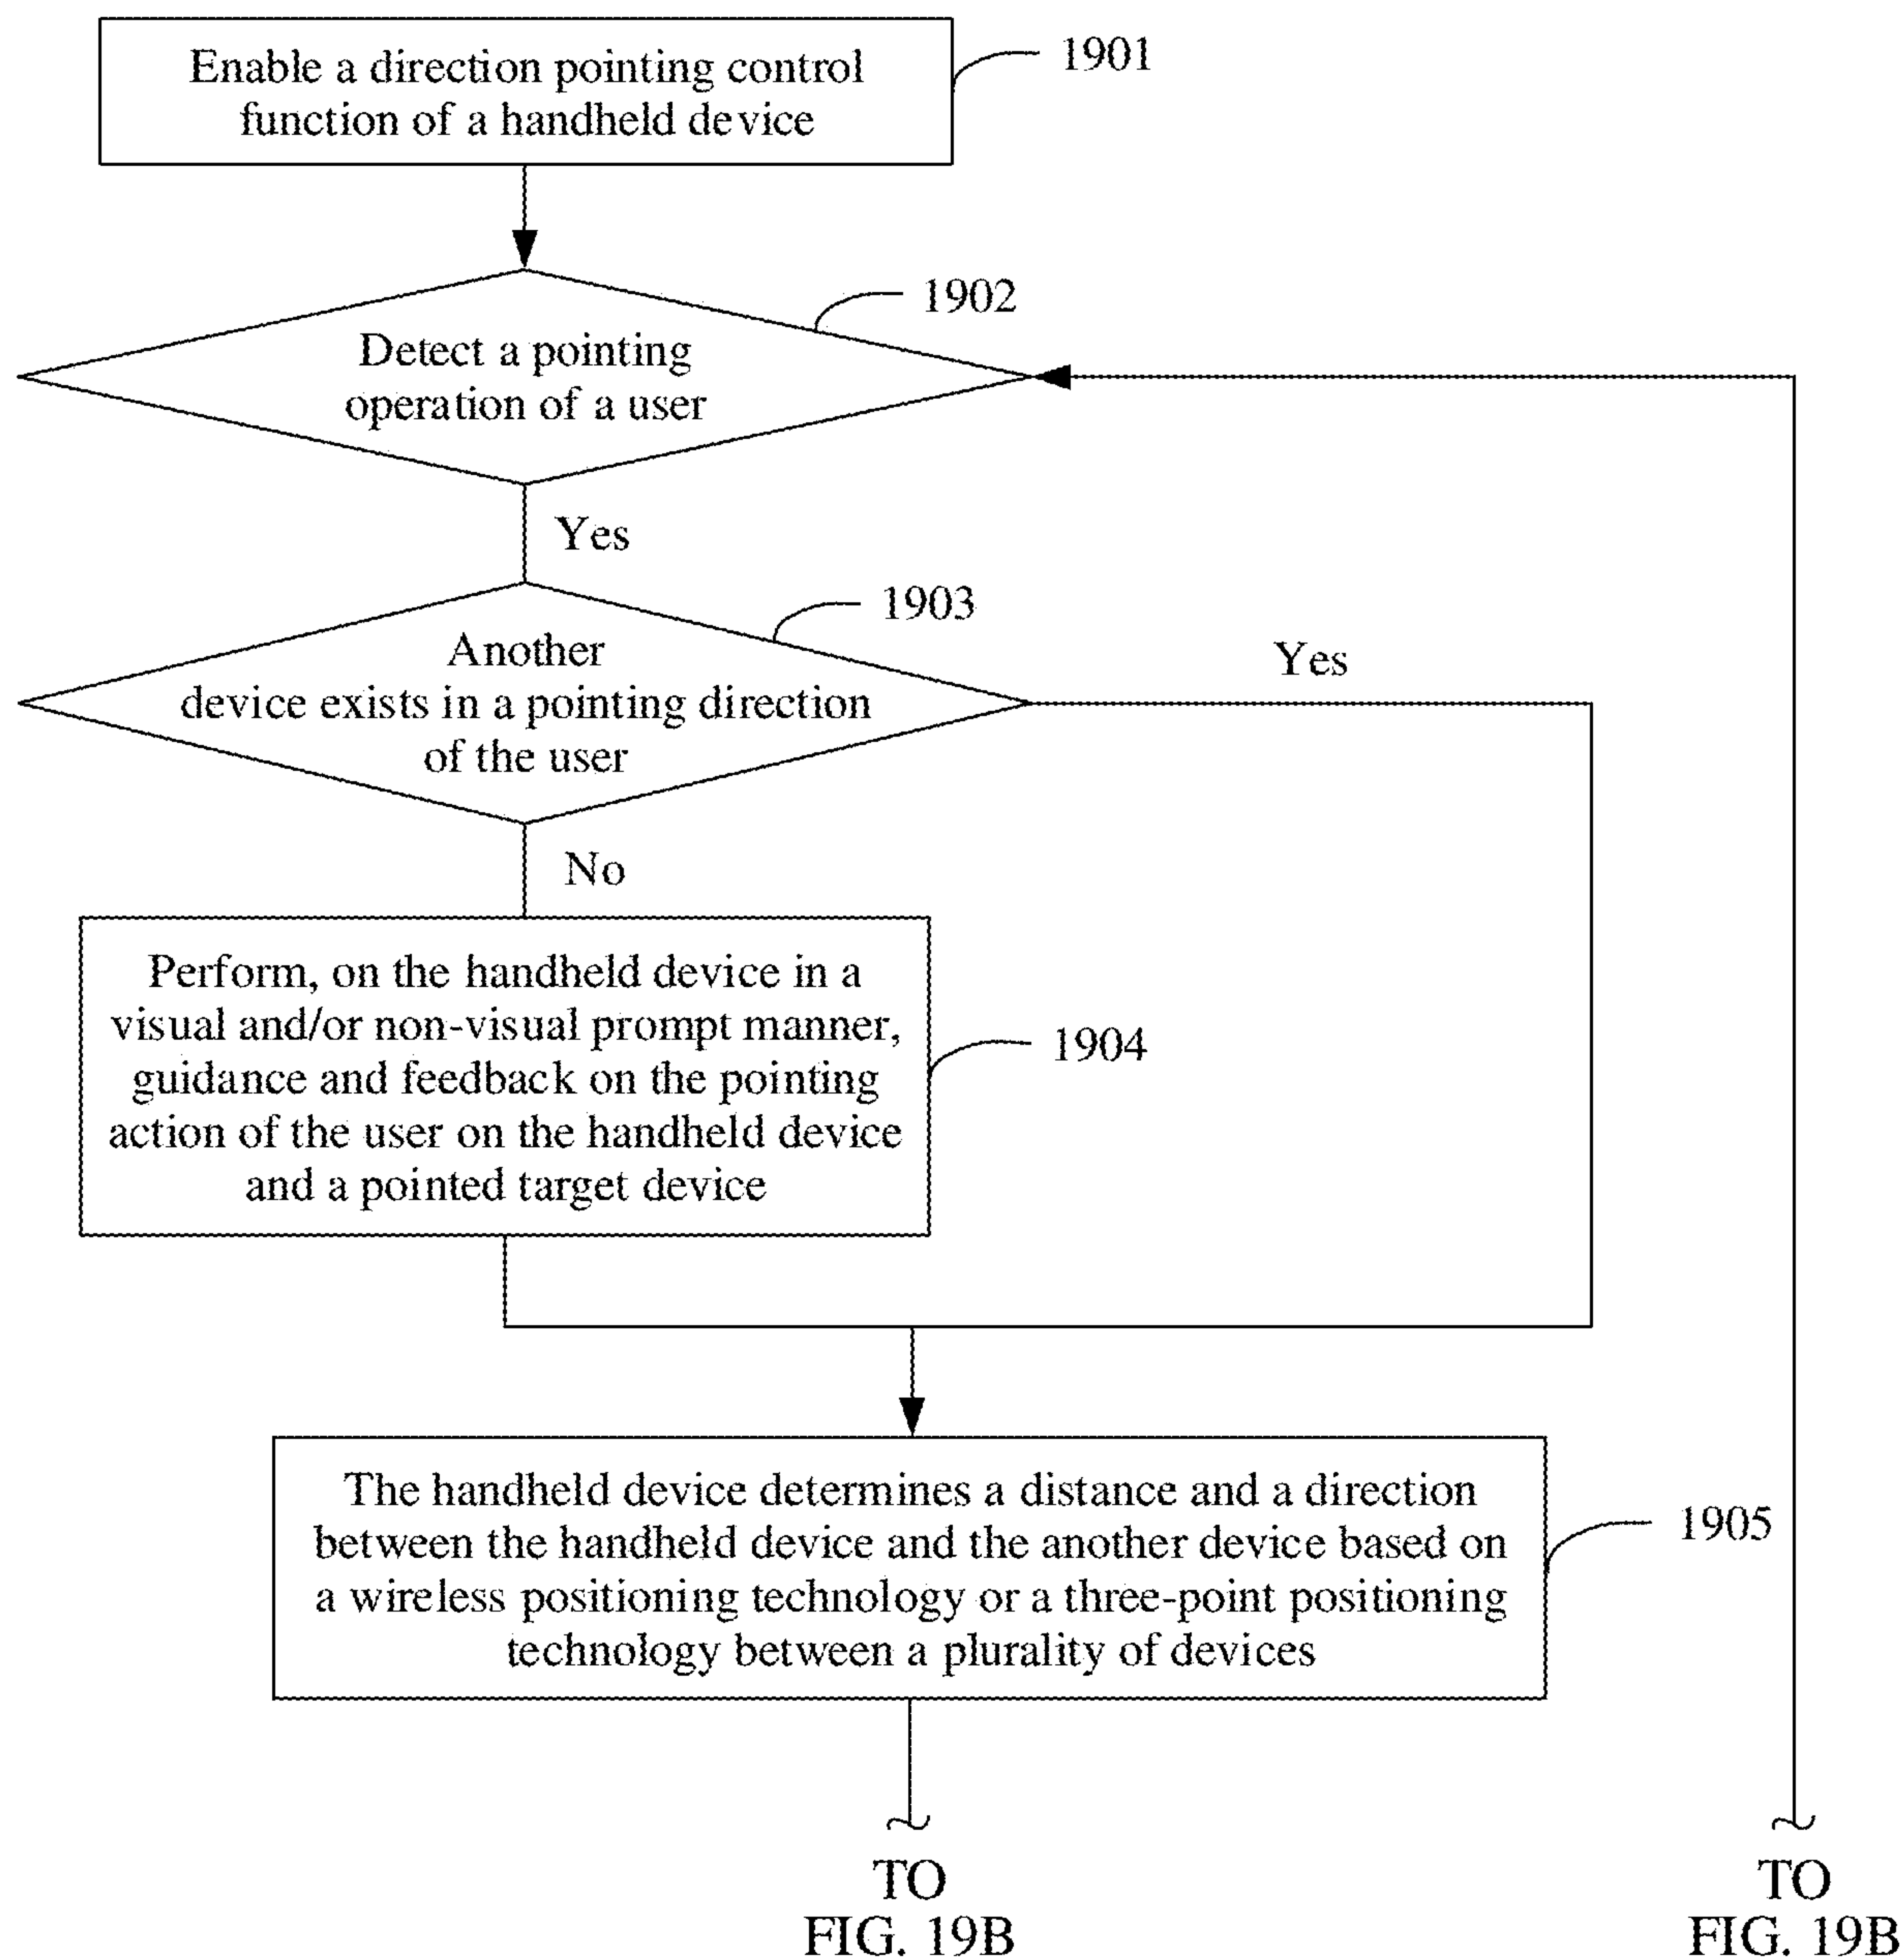 Enable a direction pointing control
function of a handheld device
1901
1902
Detect a pointing
operation of a user
Yes
1903
Another
device exists in a pointing direction
of the user
Yes
No
Perform, on the handheld device in a
visual and/or non-visual prompt manner,
guidance and feedback on the pointing
action of the user on the handheld device
and a pointed target device
1904
The handheld device determines a distance and a direction
between the handheld device and the another device based on
a wireless positioning technology or a three-point positioning
technology between a plurality of devices
1905
TO
FIG. 19B
TO
FIG. 19B